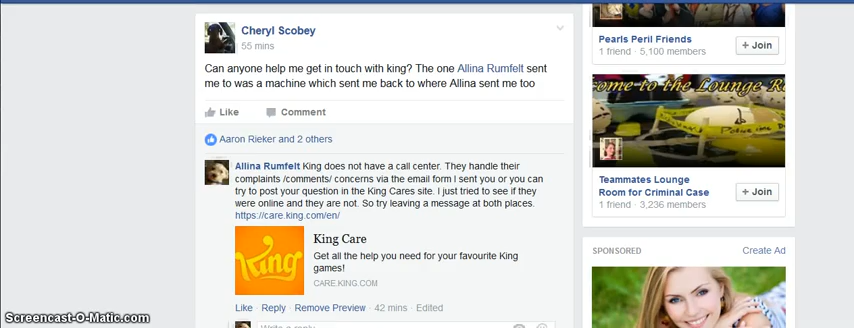 Cheryl Scobey
55 mins
Can anyone help me get in touch with king? The one Allina Rumfelt sent
me to was a machine which sent me back to where Allina sent me too
Like Comment
Aaron Rieker and 2 others
Allina Rumfelt King does not have a call center. They handle their
complaints /comments/ concerns via the email form I sent you or you can
try to post your question in the King Cares site. I just tried to see if they
were online and they are not. So try leaving a message at both places.
https://care.king.com/en/
King
King Care
Get all the help you need for your favourite King
games!
CARE.KING.COM
Like · Reply · Remove Preview · 42 mins · Edited
Write a reply...
Pearls Peril Friends
1 friend · 5,100 members
+ Join
ome to the Lounge R
Teammates Lounge
Room for Criminal Case
1 friend · 3,236 members
+ Join
SPONSORED Create Ad
Screencast-O-Matic.com